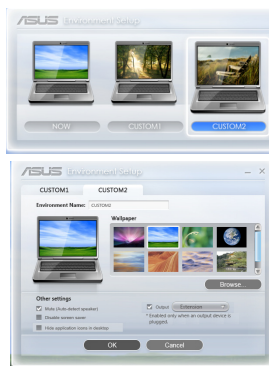 ASUS Environment Setup
NOW CUSTOM1 CUSTOM2
ASUS Environment Setup
CUSTOM1 CUSTOM2
Environment Name: CUSTOM2
Wallpaper
Browse...
Other settings
Mute (Auto-detect speaker)
Disable screen saver
Hide application icons in desktop
Output Extension
* Enabled only when an output device is
plugged.
OK Cancel